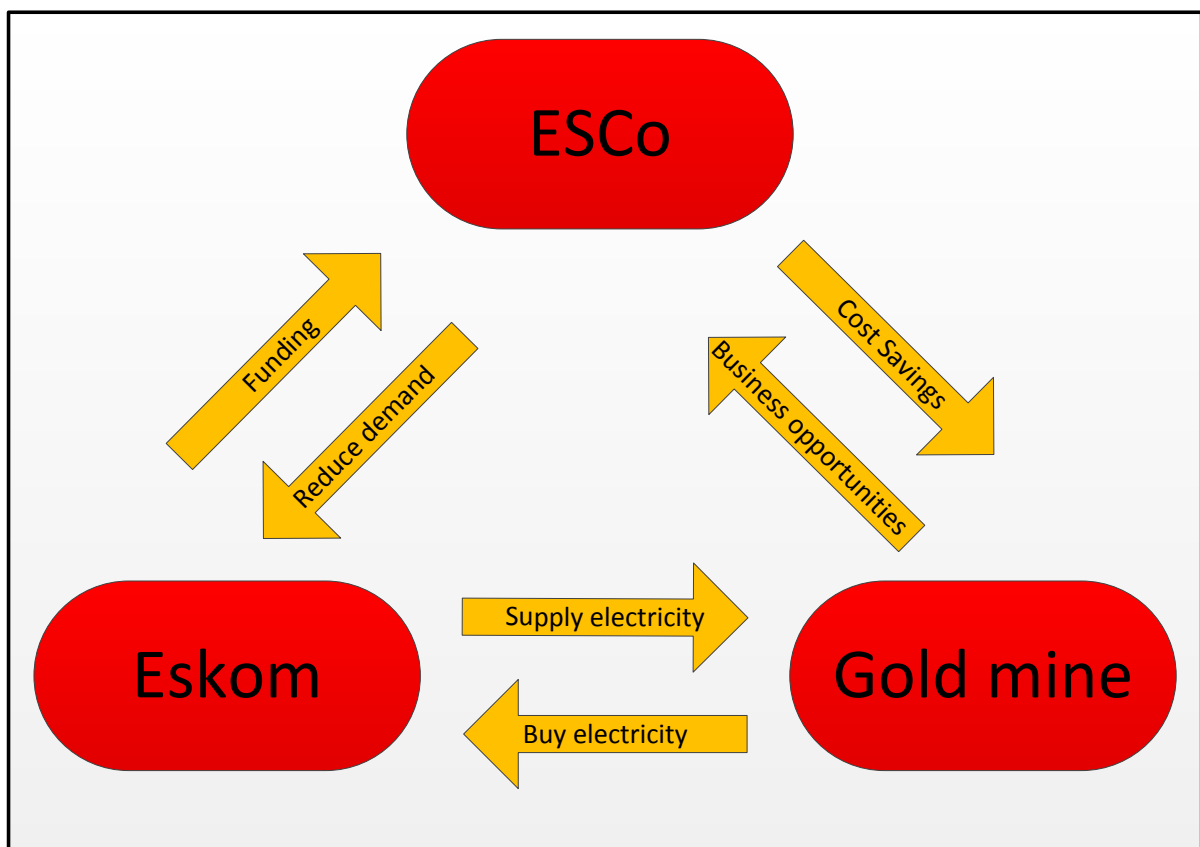 ESCo
Funding
Reduce demand
Cost Savings
Business opportunities
Supply electricity
Buy electricity
Eskom
Gold mine